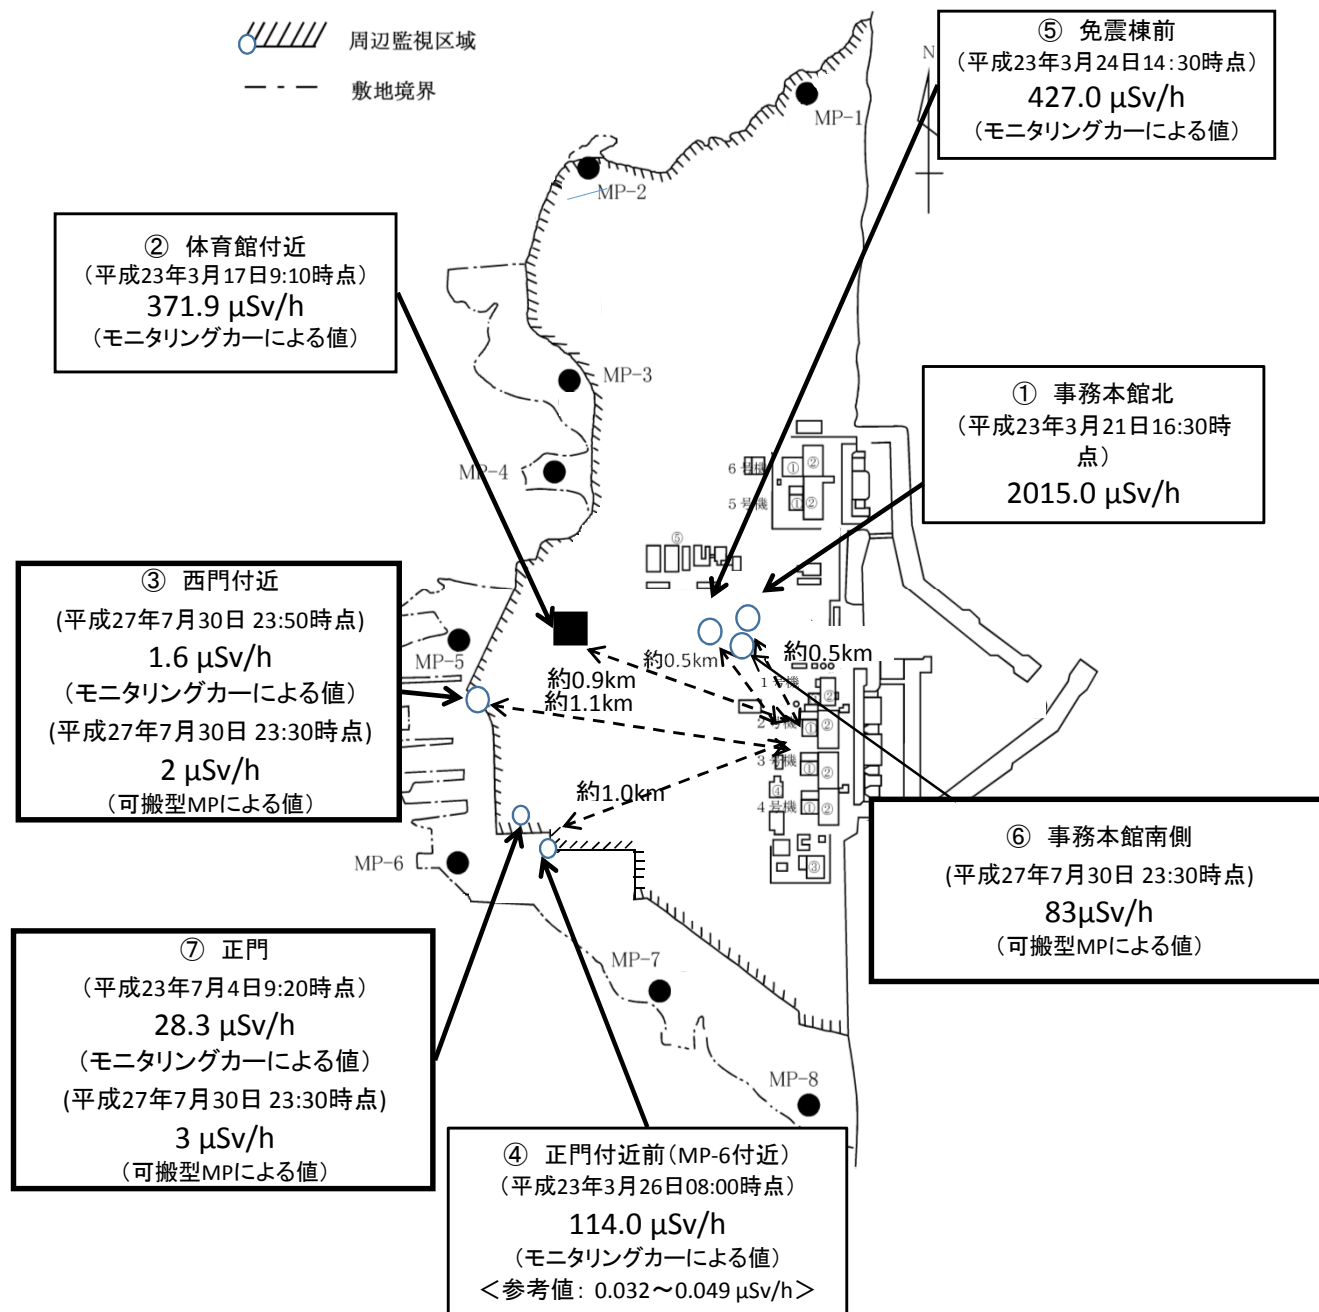 周辺監視区域
敷地境界
⑤ 免震棟前
（平成23年3月24日14：30時点）
427.0 μSv/h
（モニタリングカーによる値）
N
MP-1
MP-2
② 体育館付近
（平成23年3月17日9:10時点）
371.9 μSv/h
（モニタリングカーによる値）
MP-3
MP-4
① 事務本館北
（平成23年3月21日16:30時
点）
2015.0 μSv/h
6号機
①
②
5号機
①
②
⑤
③ 西門付近
(平成27年7月30日 23:50時点)
1.6 μSv/h
（モニタリングカーによる値）
(平成27年7月30日 23:30時点)
2 μSv/h
（可搬型MPによる値）
MP-5
約0.9km
約1.1km
約0.5km
約0.5km
1号機
②
2号機
①
②
3号機
①
②
④
4号機
①
②
③
約1.0km
MP-6
⑥ 事務本館南側
(平成27年7月30日 23:30時点)
83μSv/h
（可搬型MPによる値）
⑦ 正門
（平成23年7月4日9:20時点）
28.3 μSv/h
（モニタリングカーによる値）
(平成27年7月30日 23:30時点)
3 μSv/h
（可搬型MPによる値）
MP-7
MP-8
④ 正門付近前（MP-6付近）
（平成23年3月26日08:00時点）
114.0 μSv/h
（モニタリングカーによる値）
＜参考値： 0.032～0.049 μSv/h＞